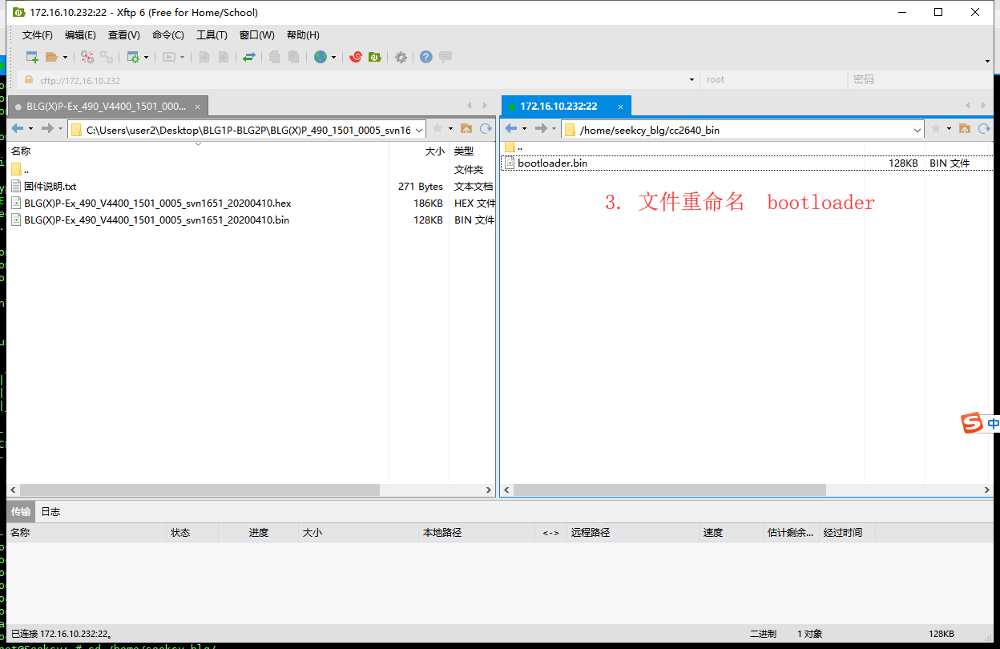 172.16.10.232:22 - Xftp 6 (Free for Home/School)
文件(F) 编辑(E) 查看(V) 命令(C) 工具(T) 窗口(W) 帮助(H)
sftp://172.16.10.232 root 密码
BLG(X)P-Ex_490_V4400_1501_000... 172.16.10.232:22
C:\Users\user2\Desktop\BLG1P-BLG2P\BLG(X)P_490_1501_0005_svn16 /home/seekcy_blg/cc2640_bin
名称 大小 类型
.. 文件夹
固件说明.txt 271 Bytes 文本文档
BLG(X)P-Ex_490_V4400_1501_0005_svn1651_20200410.hex 186KB HEX 文件
BLG(X)P-Ex_490_V4400_1501_0005_svn1651_20200410.bin 128KB BIN 文件
..
bootloader.bin 128KB BIN 文件
3. 文件重命名 bootloader
中
传输 日志
名称 状态 进度 大小 本地路径 <-> 远程路径 速度 估计剩余... 经过时间
已连接 172.16.10.232:22。 二进制 1 对象 128KB